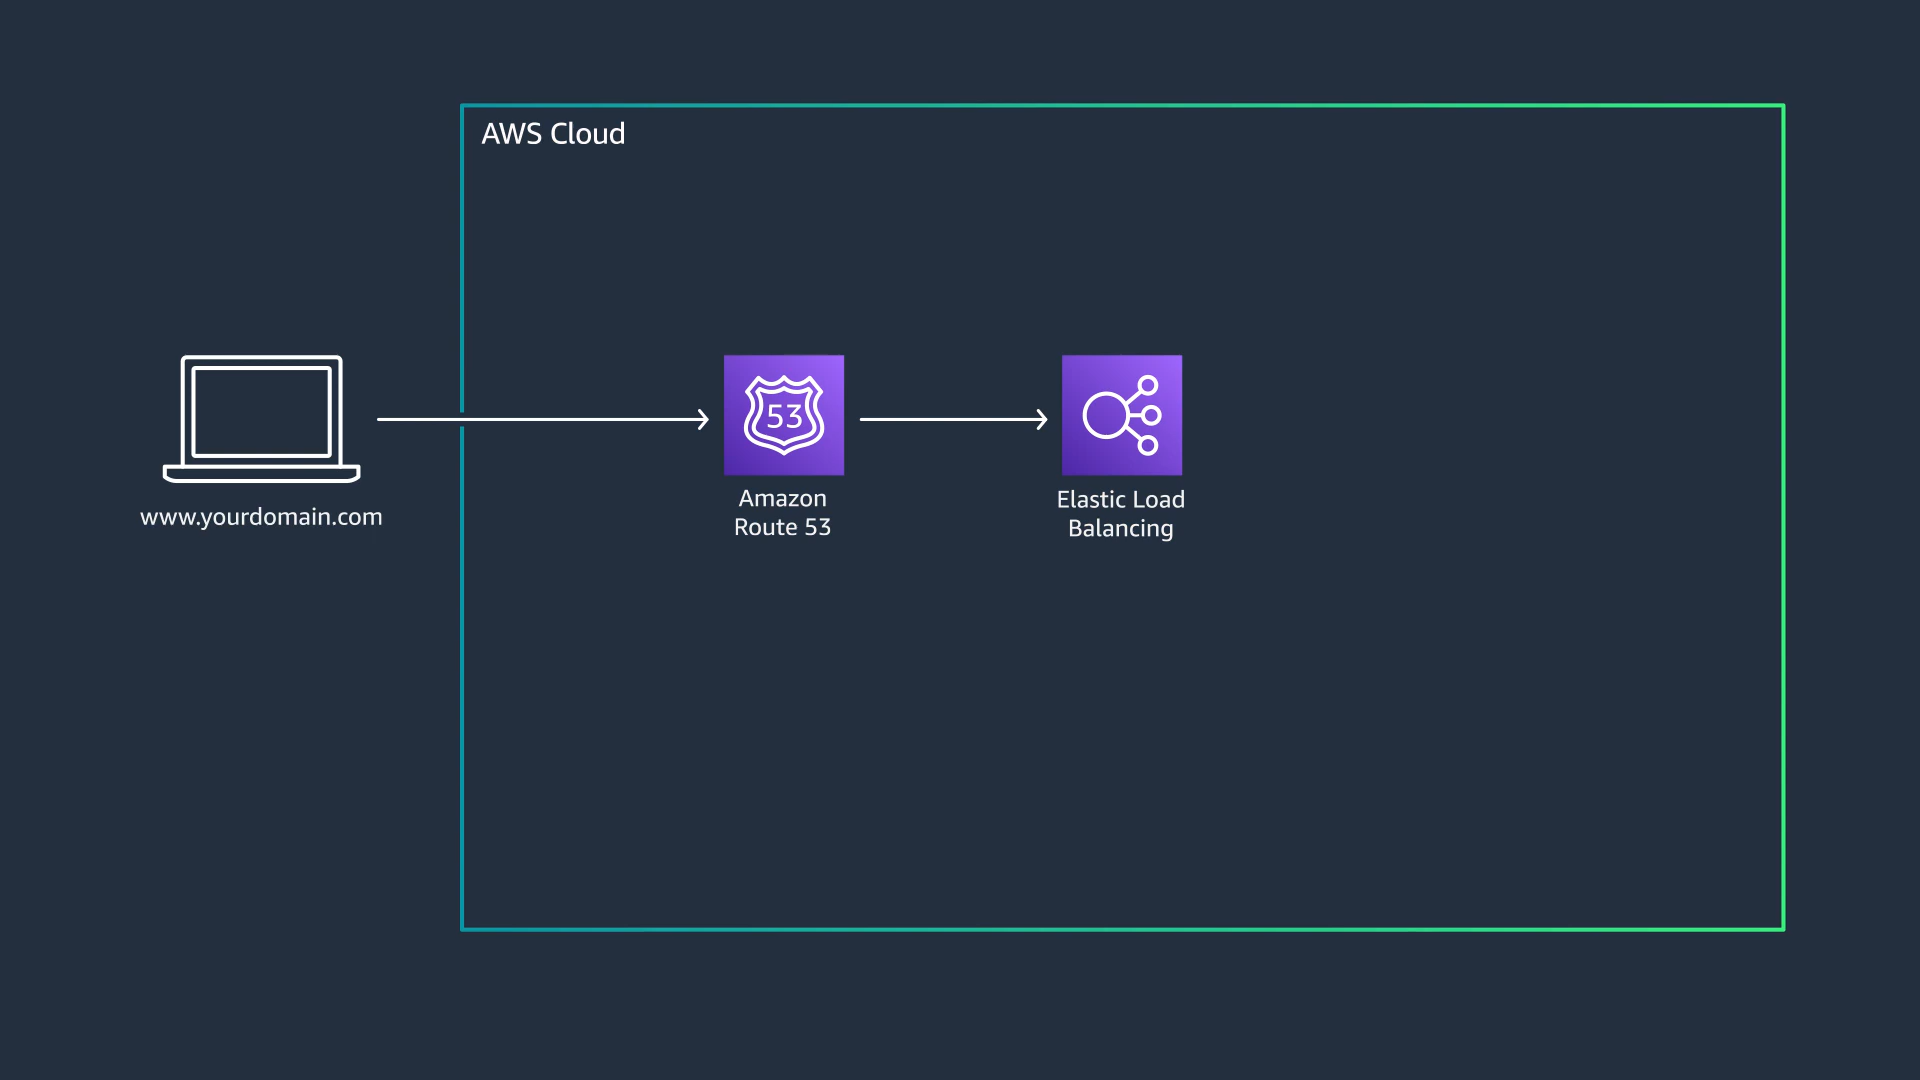 AWS Cloud
www.yourdomain.com
53
Amazon
Route 53
Elastic Load
Balancing